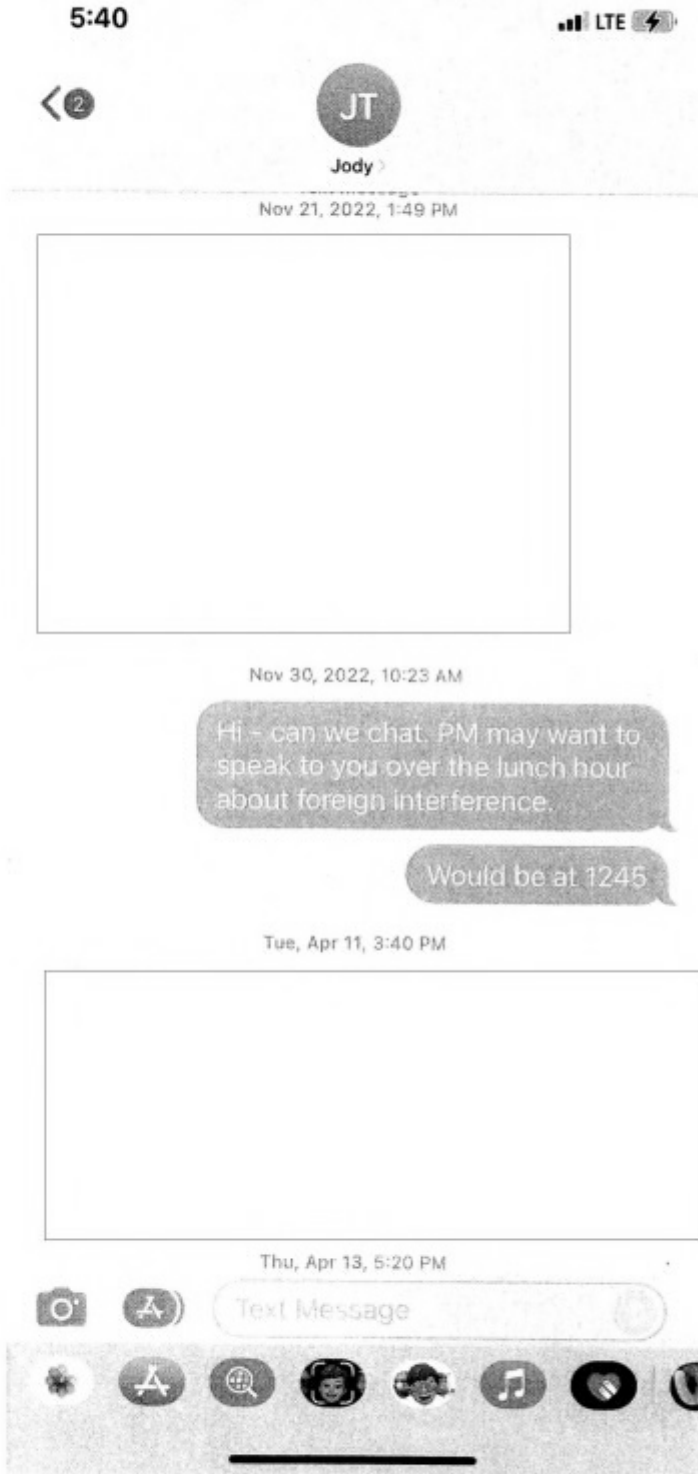 5:40
LTE
2
JT
Jody
Nov 21, 2022, 1:49 PM
Nov 30, 2022, 10:23 AM
Hi - can we chat. PM may want to
speak to you over the lunch hour
about foreign interference.
Would be at 1245
Tue, Apr 11, 3:40 PM
Thu, Apr 13, 5:20 PM
Text Message